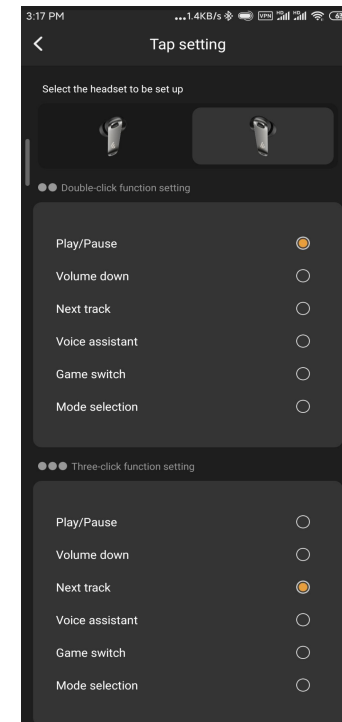 3:17 PM
...1.4KB/s
VPN
Tap setting
Select the headset to be set up
Double-click function setting
Play/Pause
Volume down
Next track
Voice assistant
Game switch
Mode selection
Three-click function setting
Play/Pause
Volume down
Next track
Voice assistant
Game switch
Mode selection